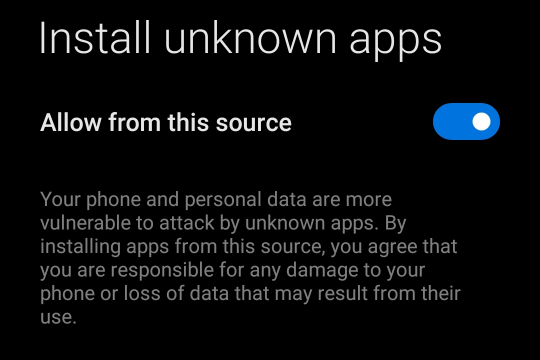 Install unknown apps
Allow from this source
Your phone and personal data are more
vulnerable to attack by unknown apps. By
installing apps from this source, you agree that
you are responsible for any damage to your
phone or loss of data that may result from their
use.